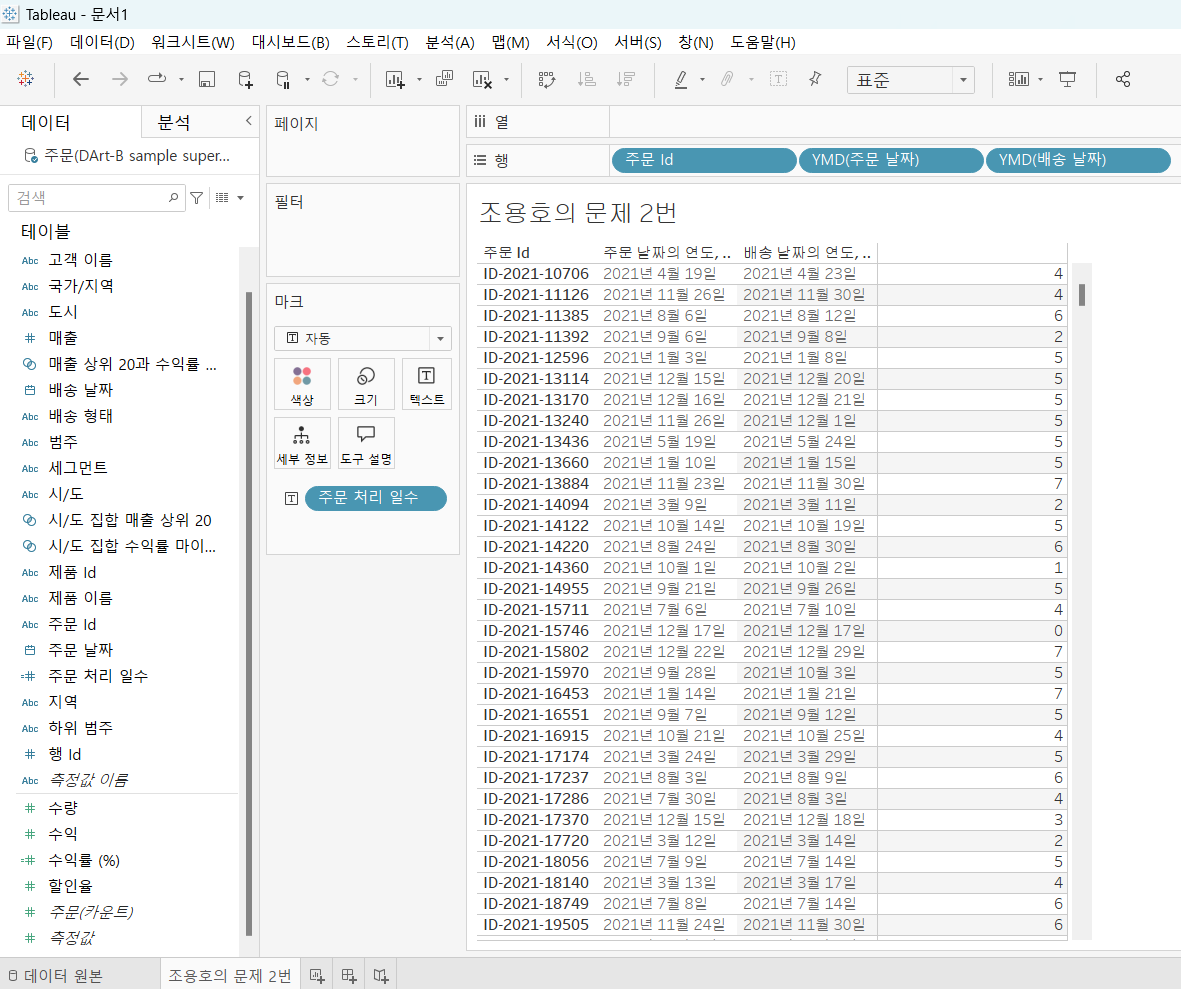 Tableau - 문서1
파일(F) 데이터(D) 워크시트(W) 대시보드(B) 스토리(T) 분석(A) 맵(M) 서식(O) 서버(S) 창(N) 도움말(H)
표준
데이터 분석
주문(DArt-B sample super...
검색
테이블
Abc 고객 이름
Abc 국가/지역
Abc 도시
# 매출
매출 상위 20과 수익률 ...
배송 날짜
Abc 배송 형태
Abc 범주
Abc 세그먼트
Abc 시/도
시/도 집합 매출 상위 20
시/도 집합 수익률 마이...
Abc 제품 Id
Abc 제품 이름
Abc 주문 Id
주문 날짜
=# 주문 처리 일수
Abc 지역
Abc 하위 범주
# 행 Id
Abc 측정값 이름
# 수량
# 수익
=# 수익률 (%)
# 할인율
# 주문(카운트)
# 측정값
페이지
필터
마크
자동
색상 크기 텍스트
세부 정보 도구 설명
주문 처리 일수
열
행 주문 Id YMD(주문 날짜) YMD(배송 날짜)
조용호의 문제 2번
주문 Id 주문 날짜의 연도, .. 배송 날짜의 연도, ..
ID-2021-10706 2021년 4월 19일 2021년 4월 23일 4
ID-2021-11126 2021년 11월 26일 2021년 11월 30일 4
ID-2021-11385 2021년 8월 6일 2021년 8월 12일 6
ID-2021-11392 2021년 9월 6일 2021년 9월 8일 2
ID-2021-12596 2021년 1월 3일 2021년 1월 8일 5
ID-2021-13114 2021년 12월 15일 2021년 12월 20일 5
ID-2021-13170 2021년 12월 16일 2021년 12월 21일 5
ID-2021-13240 2021년 11월 26일 2021년 12월 1일 5
ID-2021-13436 2021년 5월 19일 2021년 5월 24일 5
ID-2021-13660 2021년 1월 10일 2021년 1월 15일 5
ID-2021-13884 2021년 11월 23일 2021년 11월 30일 7
ID-2021-14094 2021년 3월 9일 2021년 3월 11일 2
ID-2021-14122 2021년 10월 14일 2021년 10월 19일 5
ID-2021-14220 2021년 8월 24일 2021년 8월 30일 6
ID-2021-14360 2021년 10월 1일 2021년 10월 2일 1
ID-2021-14955 2021년 9월 21일 2021년 9월 26일 5
ID-2021-15711 2021년 7월 6일 2021년 7월 10일 4
ID-2021-15746 2021년 12월 17일 2021년 12월 17일 0
ID-2021-15802 2021년 12월 22일 2021년 12월 29일 7
ID-2021-15970 2021년 9월 28일 2021년 10월 3일 5
ID-2021-16453 2021년 1월 14일 2021년 1월 21일 7
ID-2021-16551 2021년 9월 7일 2021년 9월 12일 5
ID-2021-16915 2021년 10월 21일 2021년 10월 25일 4
ID-2021-17174 2021년 3월 24일 2021년 3월 29일 5
ID-2021-17237 2021년 8월 3일 2021년 8월 9일 6
ID-2021-17286 2021년 7월 30일 2021년 8월 3일 4
ID-2021-17370 2021년 12월 15일 2021년 12월 18일 3
ID-2021-17720 2021년 3월 12일 2021년 3월 14일 2
ID-2021-18056 2021년 7월 9일 2021년 7월 14일 5
ID-2021-18140 2021년 3월 13일 2021년 3월 17일 4
ID-2021-18749 2021년 7월 8일 2021년 7월 14일 6
ID-2021-19505 2021년 11월 24일 2021년 11월 30일 6
데이터 원본 조용호의 문제 2번